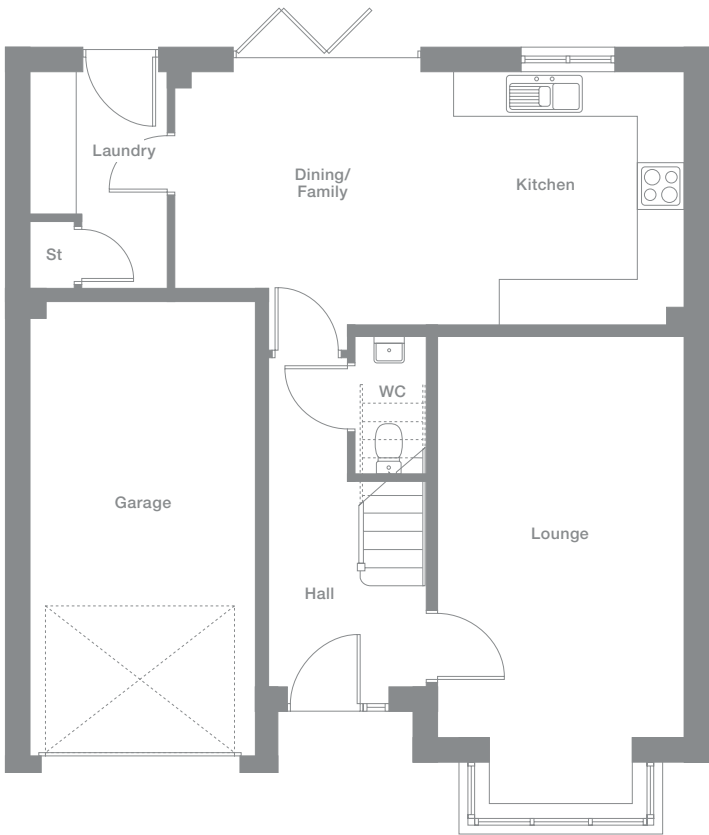 Laundry
Dining/
Family
Kitchen
St
WC
Garage
Lounge
Hall